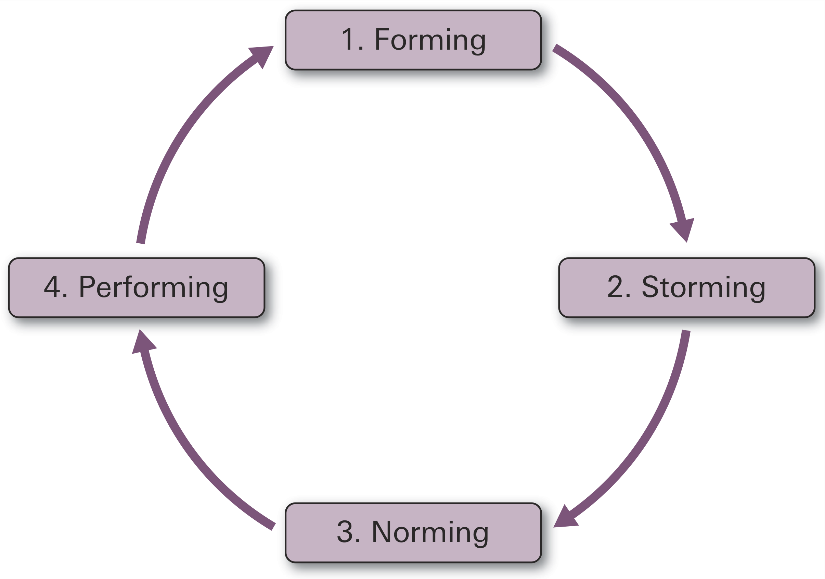 1. Forming
2. Storming
3. Norming
4. Performing